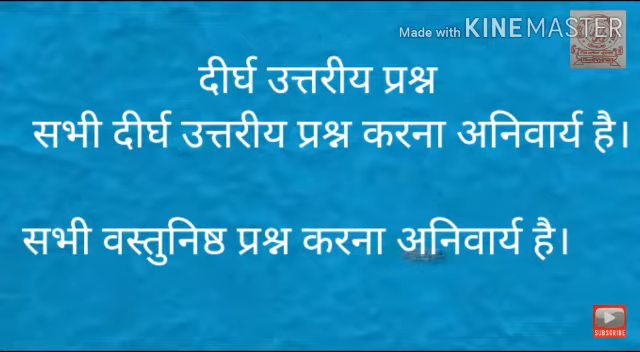 Made with KINEMASTER
दीर्घ उत्तरीय प्रश्न
सभी दीर्घ उत्तरीय प्रश्न करना अनिवार्य है।
सभी वस्तुनिष्ठ प्रश्न करना अनिवार्य है।
SUBSCRIBE